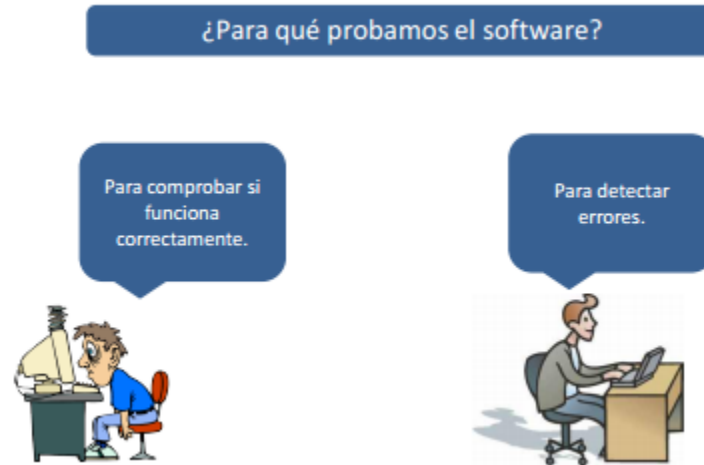 ¿Para qué probamos el software?
Para comprobar si
funciona
correctamente.
Para detectar
errores.